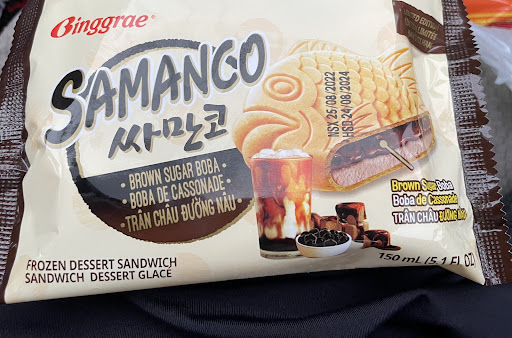 Binggrae®
LIMITED EDITION
SAMANCO
싸만코
• BROWN SUGAR BOBA •
• BOBA DE CASSONADE •
• TRÂN CHÂU ĐƯỜNG NÂU •
NSX 25/08/2022
HSD 24/08/2024
Brown Sugar Boba
Boba de Cassonade
TRÂN CHÂU ĐƯỜNG NÂU
FROZEN DESSERT SANDWICH
SANDWICH DESSERT GLACÉ
150 mL (5.1 FL OZ)